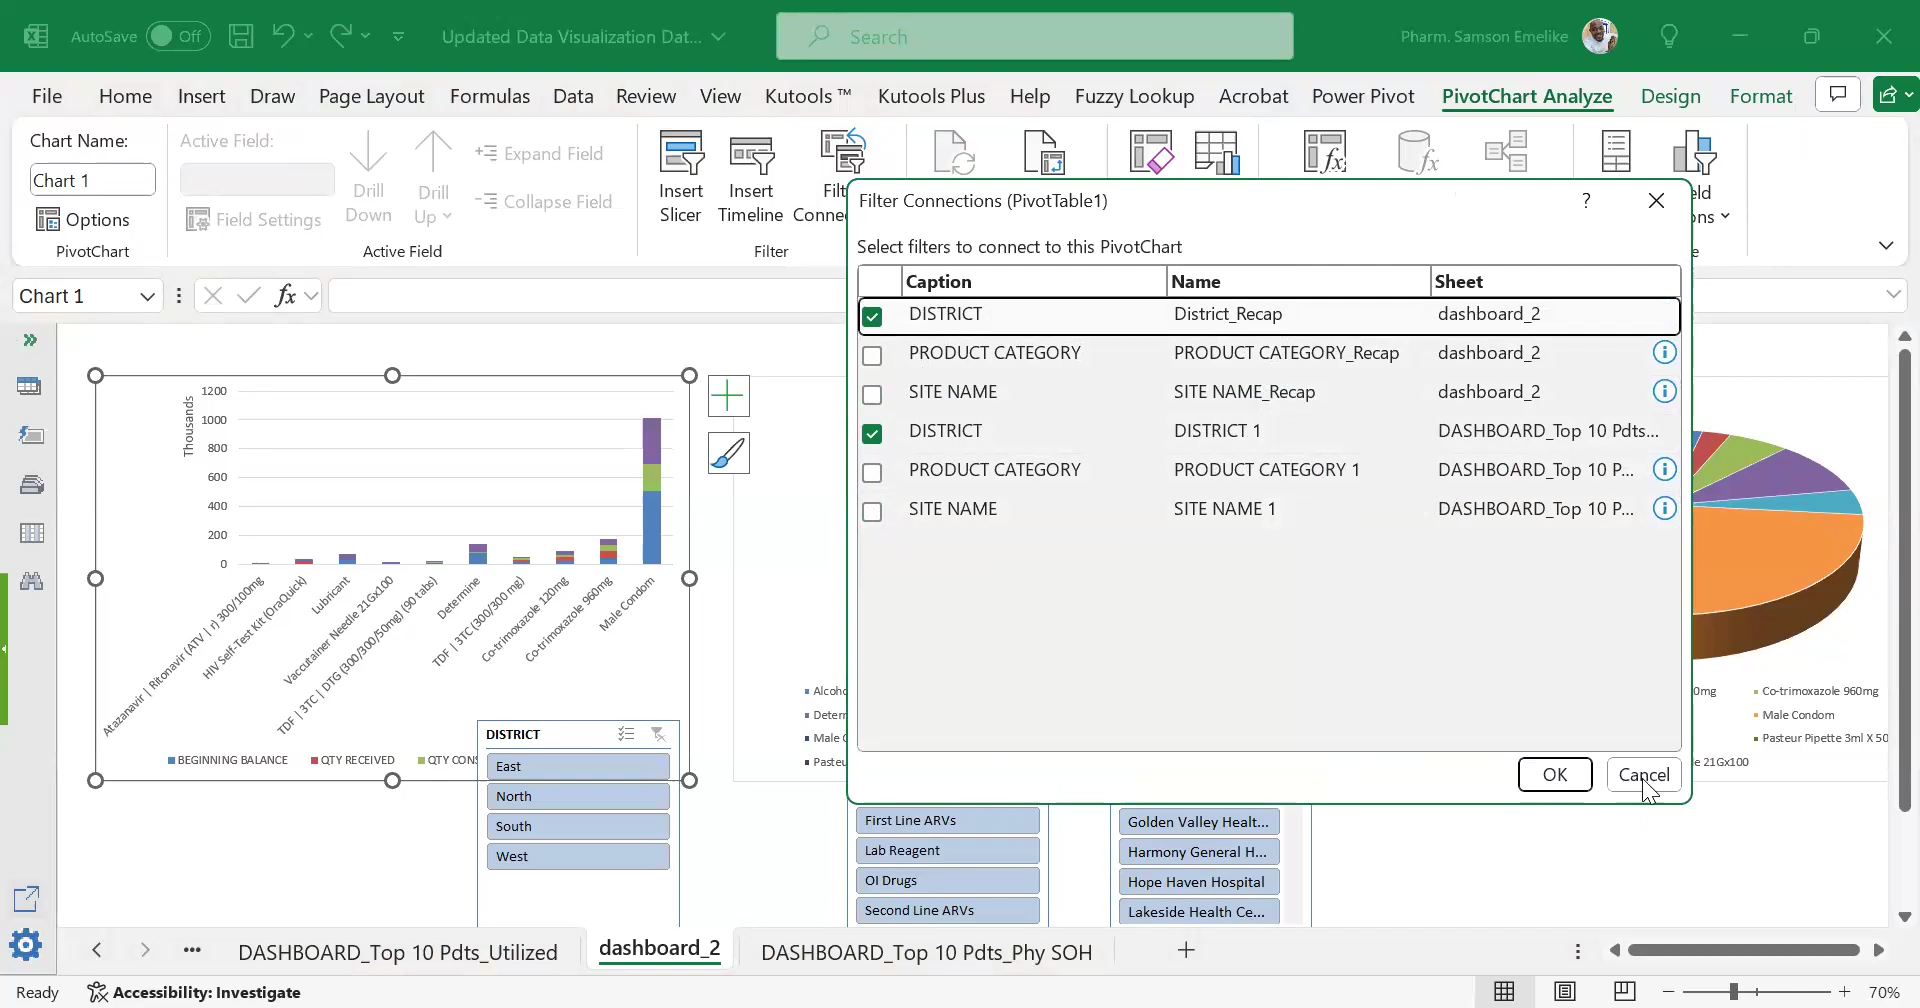 AutoSave Off Updated Data Visualization Dat... Search Pharm. Samson Emelike
File Home Insert Draw Page Layout Formulas Data Review View Kutools ™ Kutools Plus Help Fuzzy Lookup Acrobat Power Pivot PivotChart Analyze Design Format
Chart Name:
Chart 1
Options
PivotChart
Active Field:
Field Settings
Drill Down
Drill Up
Expand Field
Collapse Field
Active Field
Insert Slicer
Insert Timeline
Filter
Chart 1
fx
Filter Connections (PivotTable1) ?
Select filters to connect to this PivotChart
Caption Name Sheet
DISTRICT District_Recap dashboard_2
PRODUCT CATEGORY PRODUCT CATEGORY_Recap dashboard_2
SITE NAME SITE NAME_Recap dashboard_2
DISTRICT DISTRICT 1 DASHBOARD_Top 10 Pdts...
PRODUCT CATEGORY PRODUCT CATEGORY 1 DASHBOARD_Top 10 P...
SITE NAME SITE NAME 1 DASHBOARD_Top 10 P...
OK Cancel
Thousands
1200
1000
800
600
400
200
0
Atazanavir | Ritonavir (ATV | r) 300/100mg
HIV Self-Test Kit (OraQuick)
Lubricant
Vaccutainer Needle 21Gx100
TDF | 3TC | DTG (300/300/50mg) (90 tabs)
Determine
TDF | 3TC (300/300 mg)
Co-trimoxazole 120mg
Co-trimoxazole 960mg
Male Condom
BEGINNING BALANCE QTY RECEIVED QTY CONS
DISTRICT
East
North
South
West
First Line ARVs
Lab Reagent
OI Drugs
Second Line ARVs
Golden Valley Healt...
Harmony General H...
Hope Haven Hospital
Lakeside Health Ce...
Co-trimoxazole 960mg
Male Condom
Pasteur Pipette 3ml X 50
DASHBOARD_Top 10 Pdts_Utilized dashboard_2 DASHBOARD_Top 10 Pdts_Phy SOH
Ready Accessibility: Investigate 70%